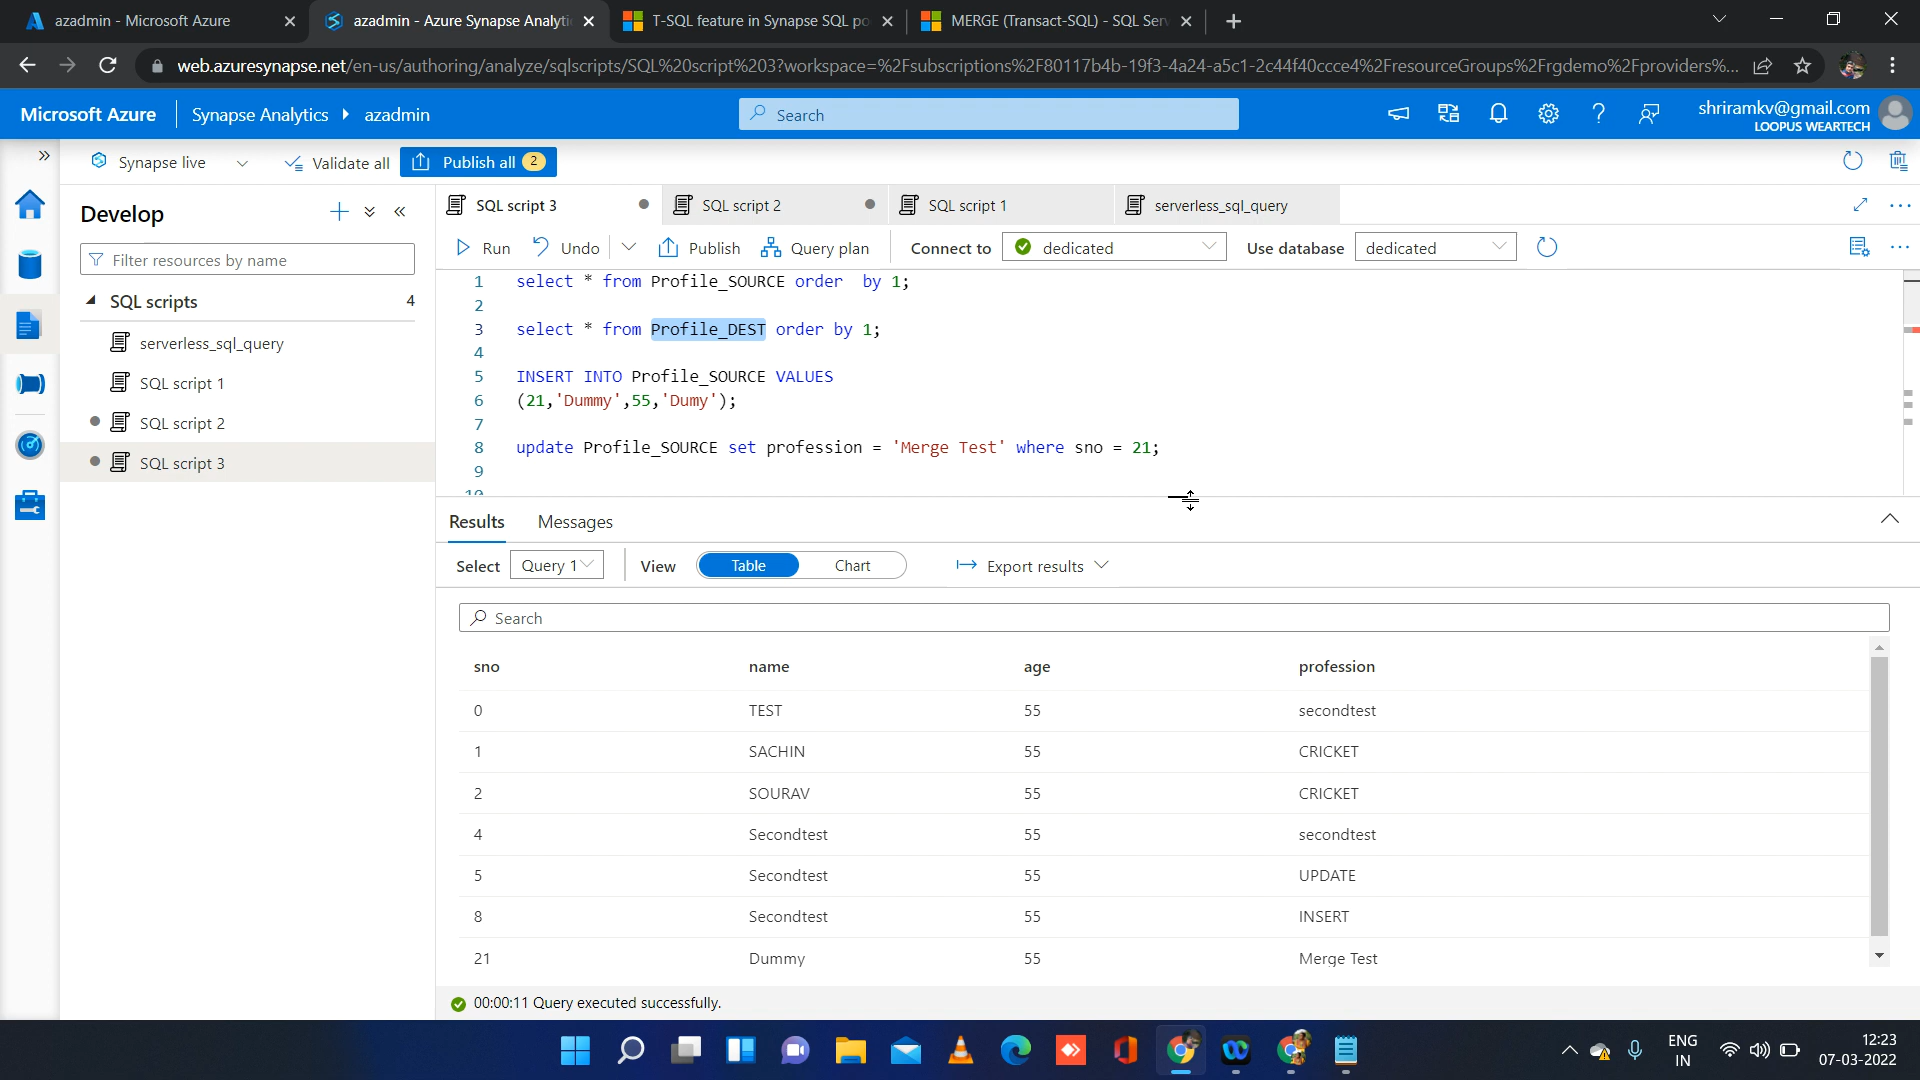 azadmin - Microsoft Azure
azadmin - Azure Synapse Analyti
T-SQL feature in Synapse SQL po
MERGE (Transact-SQL) - SQL Serv
web.azuresynapse.net/en-us/authoring/analyze/sqlscripts/SQL%20script%203?workspace=%2Fsubscriptions%2F80117b4b-19f3-4a24-a5c1-2c44f40ccce4%2FresourceGroups%2Frgdemo%2Fproviders%...
Microsoft Azure
Synapse Analytics
azadmin
Search
shriramkv@gmail.com
LOOPUS WEARTECH
Synapse live
Validate all
Publish all 2
Develop
Filter resources by name
SQL scripts 4
serverless_sql_query
SQL script 1
SQL script 2
SQL script 3
SQL script 3
SQL script 2
SQL script 1
serverless_sql_query
Run
Undo
Publish
Query plan
Connect to dedicated
Use database dedicated
1 select * from Profile_SOURCE order  by 1;
2
3 select * from Profile_DEST order by 1;
4
5 INSERT INTO Profile_SOURCE VALUES
6 (21,'Dummy',55,'Dumy');
7
8 update Profile_SOURCE set profession = 'Merge Test' where sno = 21;
9
10
Results Messages
Select Query 1 View Table Chart Export results
Search
sno name age profession
0 TEST 55 secondtest
1 SACHIN 55 CRICKET
2 SOURAV 55 CRICKET
4 Secondtest 55 secondtest
5 Secondtest 55 UPDATE
8 Secondtest 55 INSERT
21 Dummy 55 Merge Test
00:00:11 Query executed successfully.
ENG
IN
12:23
07-03-2022